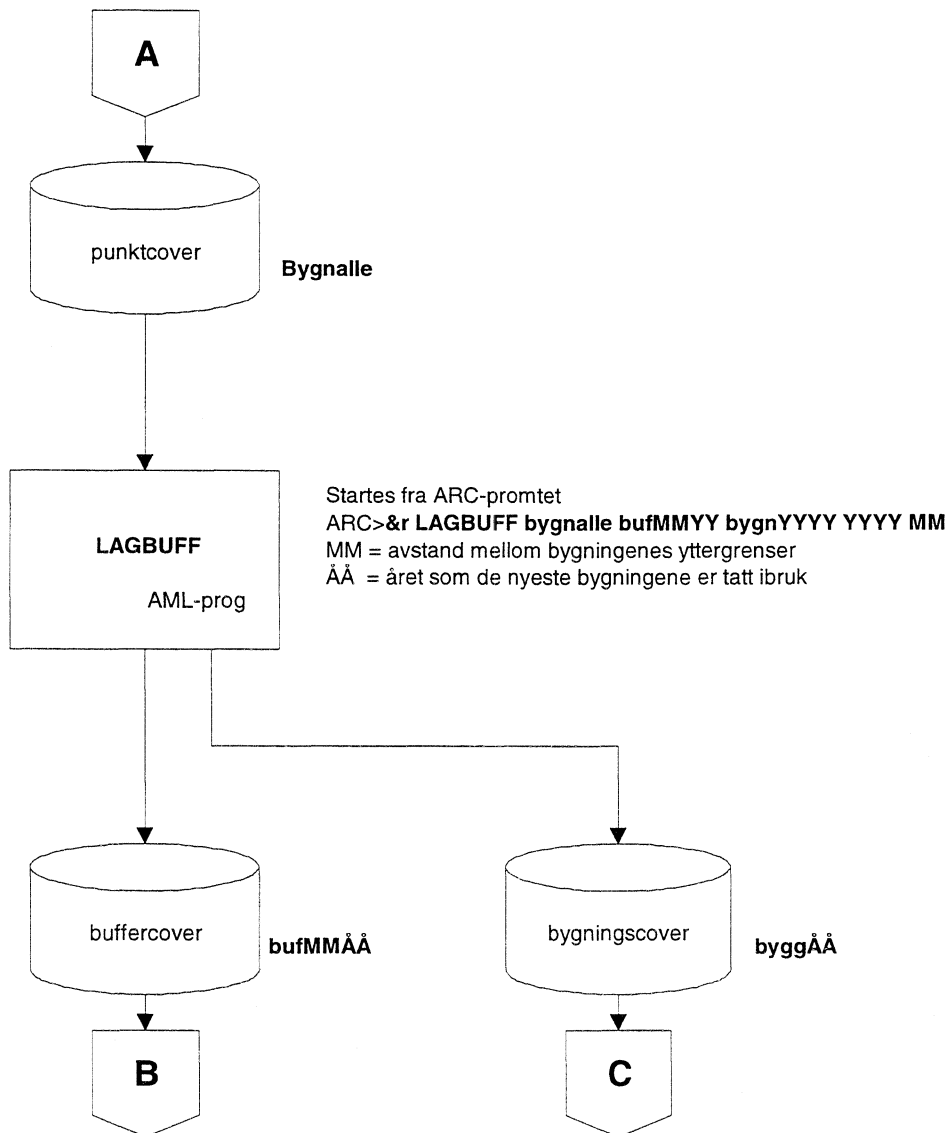 A
punktcover
Bygnalle
Startes fra ARC-promtet
ARC>&r LAGBUFF bygnalle bufMMYY bygnYYYY YYYY MM
MM = avstand mellom bygningenes yttergrenser
ÅÅ = året som de nyeste bygningene er tatt ibruk
LAGBUFF
AML-prog
buffercover
bufMMÅÅ
bygningscover
byggÅÅ
B
C